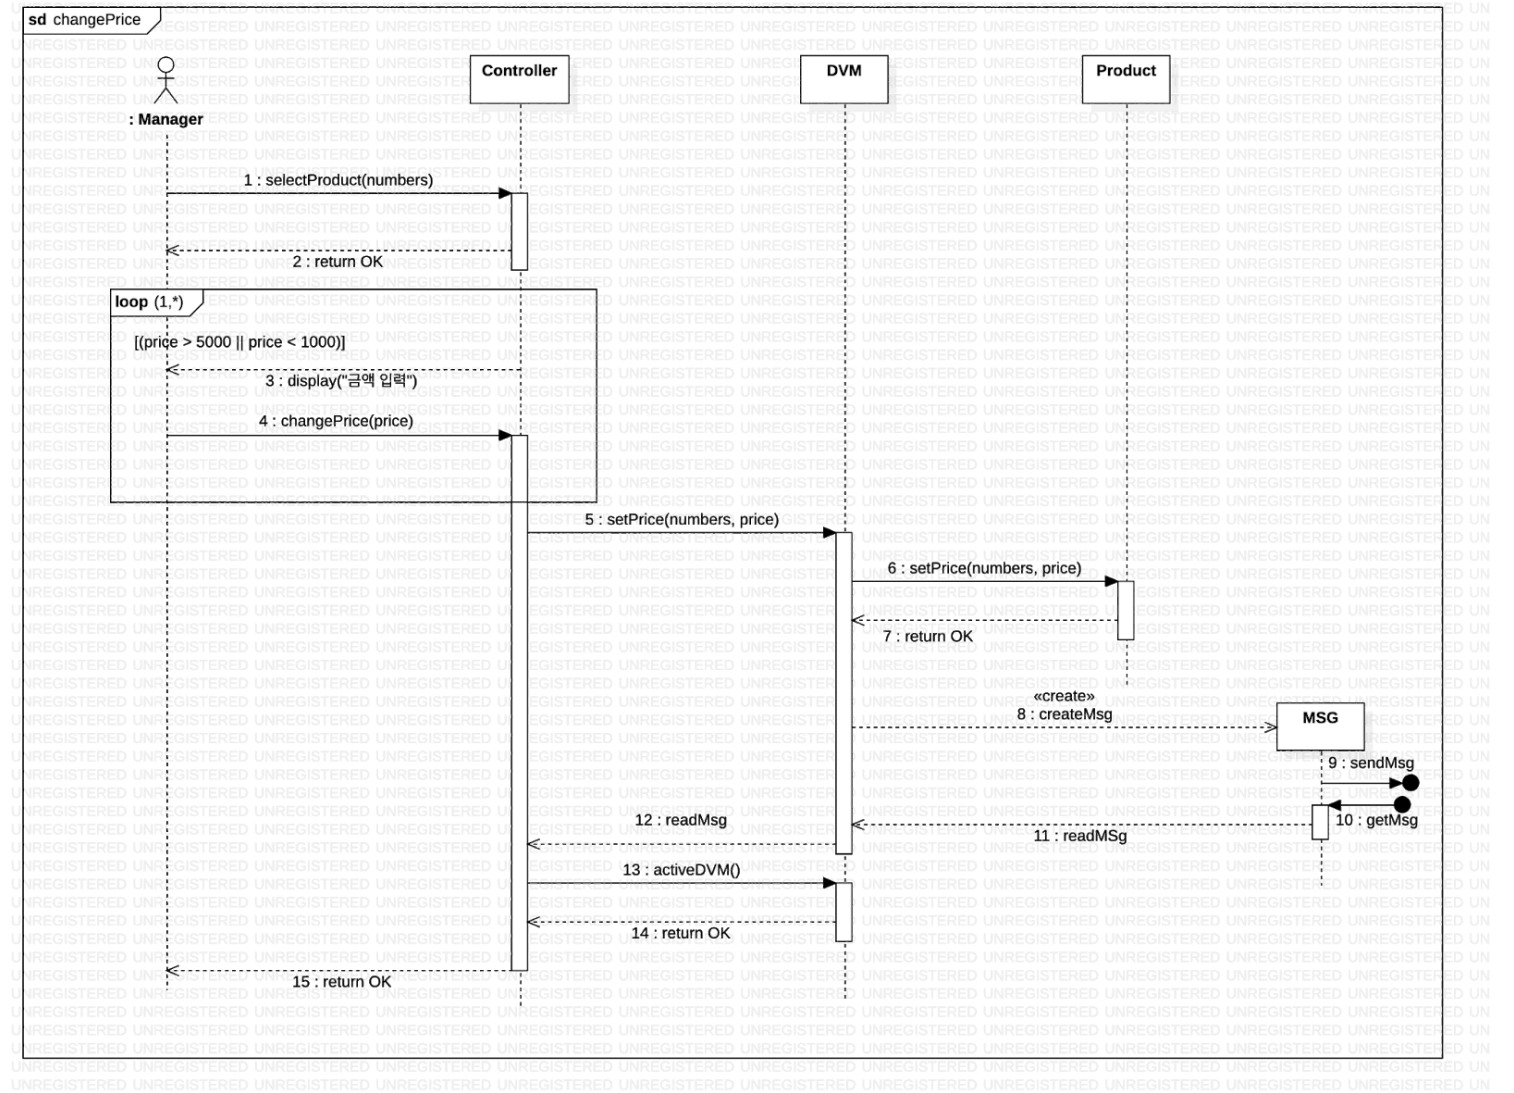 sd changePrice
: Manager
Controller
DVM
Product
1 : selectProduct(numbers)
2 : return OK
loop (1,*)
[(price > 5000 || price < 1000)]
3 : display("금액 입력")
4 : changePrice(price)
5 : setPrice(numbers, price)
6 : setPrice(numbers, price)
7 : return OK
«create»
8 : createMsg
MSG
9 : sendMsg
10 : getMsg
11 : readMSg
12 : readMsg
13 : activeDVM()
14 : return OK
15 : return OK
UNREGISTERED